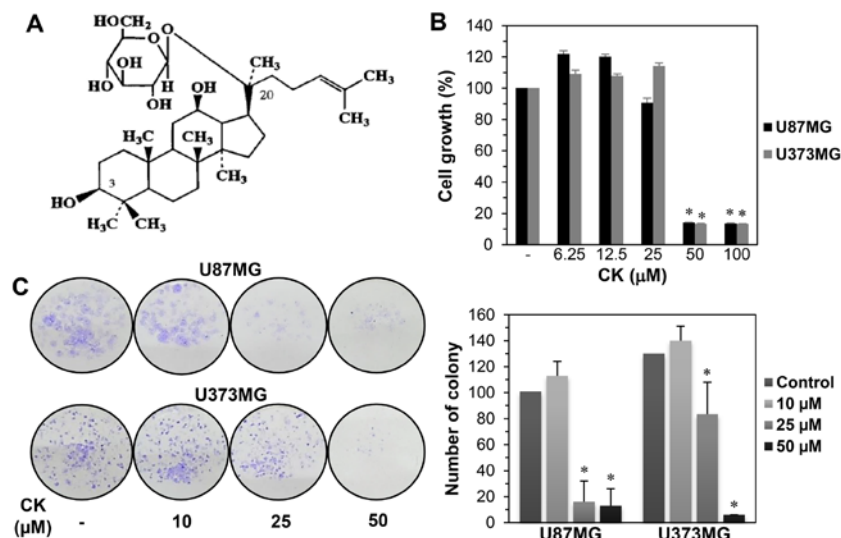 A
HOCH₂
O
O
OH
HO
OH
H
CH₃
20
CH₃
CH₃
OH
H₃C
CH₃
CH₃
3
HO
H₃C
CH₃
B
140
120
100
80
60
40
20
0
Cell growth (%)
* *
* *
- 6.25 12.5 25 50 100
CK (μM)
U87MG
U373MG
C
U87MG
U373MG
CK
(μM)
- 10 25 50
160
140
120
100
80
60
40
20
0
Number of colony
* *
* *
U87MG U373MG
Control
10 μM
25 μM
50 μM